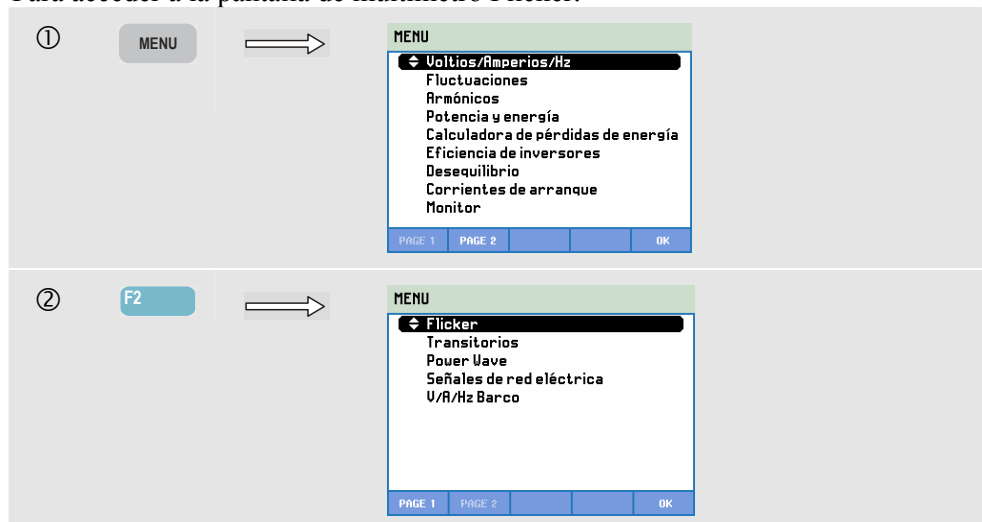 Para acceder a la pantalla de multímetro Flicker:
① MENU
MENU
Voltios/Amperios/Hz
Fluctuaciones
Armónicos
Potencia y energía
Calculadora de pérdidas de energía
Eficiencia de inversores
Desequilibrio
Corrientes de arranque
Monitor
PAGE 1 PAGE 2 OK
② F2
MENU
Flicker
Transitorios
Power Wave
Señales de red eléctrica
V/A/Hz Barco
PAGE 1 PAGE 2 OK